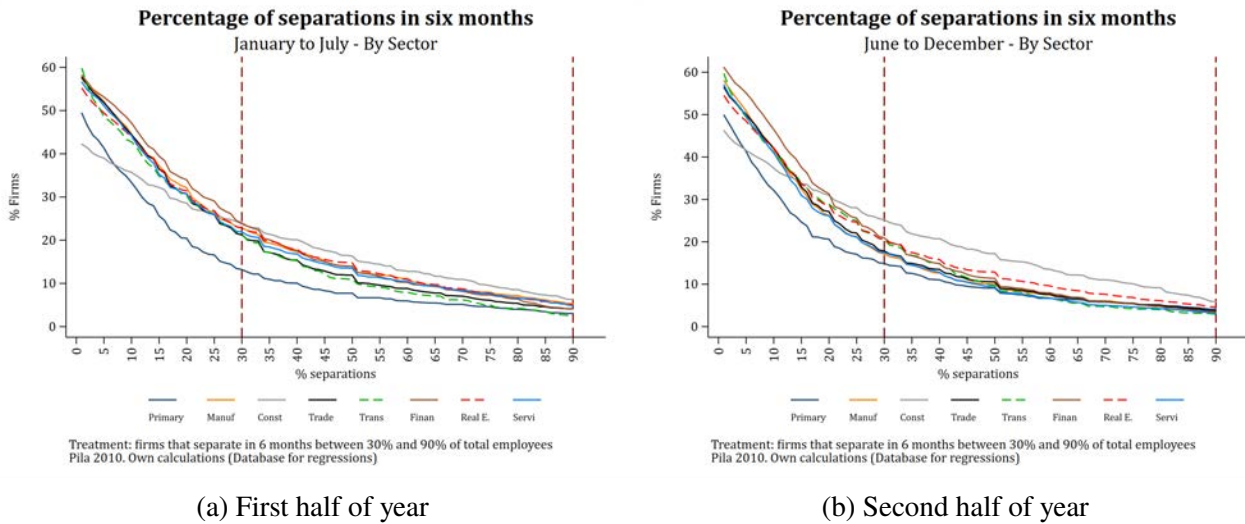 Percentage of separations in six months
January to July - By Sector
60
50
40
30
20
10
0
% Firms
0 5 10 15 20 25 30 35 40 45 50 55 60 65 70 75 80 85 90
% separations
Primary Manuf Const Trade Trans Finan Real E. Servi
Treatment: firms that separate in 6 months between 30% and 90% of total employees
Pila 2010. Own calculations (Database for regressions)
(a) First half of year
Percentage of separations in six months
June to December - By Sector
60
50
40
30
20
10
0
% Firms
0 5 10 15 20 25 30 35 40 45 50 55 60 65 70 75 80 85 90
% separations
Primary Manuf Const Trade Trans Finan Real E. Servi
Treatment: firms that separate in 6 months between 30% and 90% of total employees
Pila 2010. Own calculations (Database for regressions)
(b) Second half of year